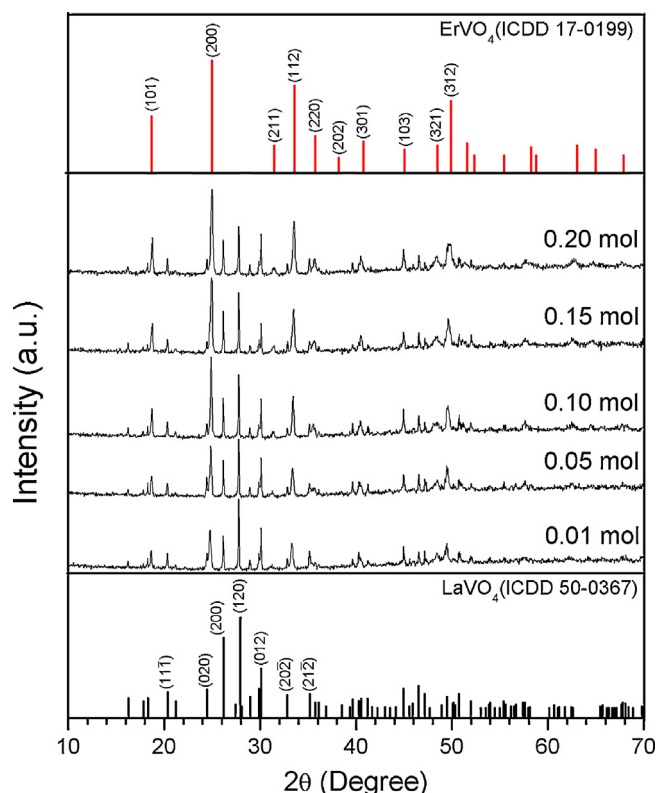 ErVO₄(ICDD 17-0199)
(101)
(200)
(211)
(112)
(220)
(202)
(301)
(103)
(321)
(312)
0.20 mol
0.15 mol
0.10 mol
0.05 mol
0.01 mol
Intensity (a.u.)
LaVO₄(ICDD 50-0367)
(111̄)
(020)
(200)
(120)
(012)
(202̄)
(21̄2)
10 20 30 40 50 60 70
2θ (Degree)